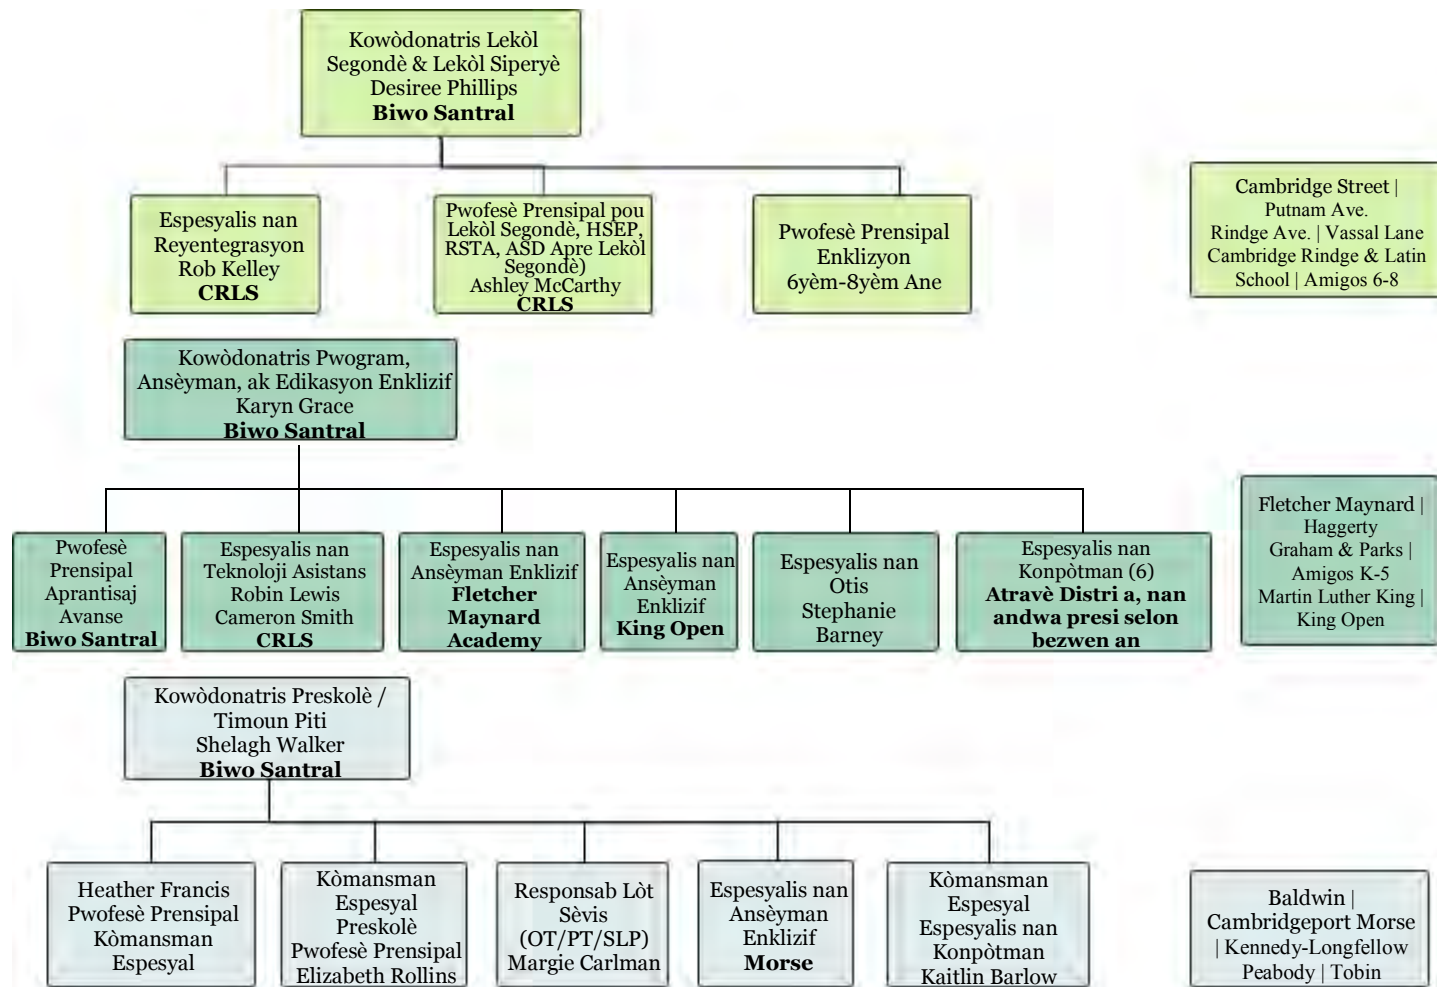 Kowòdonatris Lekòl
Segondè & Lekòl Siperyè
Desiree Phillips
Biwo Santral
Espesyalis nan
Reyentegrasyon
Rob Kelley
CRLS
Pwofesè Prensipal pou
Lekòl Segondè, HSEP,
RSTA, ASD Apre Lekòl
Segondè)
Ashley McCarthy
CRLS
Pwofesè Prensipal
Enklizyon
6yèm-8yèm Ane
Cambridge Street |
Putnam Ave.
Rindge Ave. | Vassal Lane
Cambridge Rindge & Latin
School | Amigos 6-8
Kowòdonatris Pwogram,
Ansèyman, ak Edikasyon Enklizif
Karyn Grace
Biwo Santral
Pwofesè
Prensipal
Aprantisaj
Avanse
Biwo Santral
Espesyalis nan
Teknoloji Asistans
Robin Lewis
Cameron Smith
CRLS
Espesyalis nan
Ansèyman Enklizif
Fletcher
Maynard
Academy
Espesyalis nan
Ansèyman
Enklizif
King Open
Espesyalis nan
Otis
Stephanie
Barney
Espesyalis nan
Konpòtman (6)
Atravè Distri a, nan
andwa presi selon
bezwen an
Fletcher Maynard |
Haggerty
Graham & Parks |
Amigos K-5
Martin Luther King |
King Open
Kowòdonatris Preskolè /
Timoun Piti
Shelagh Walker
Biwo Santral
Heather Francis
Pwofesè Prensipal
Kòmansman
Espesyal
Kòmansman
Espesyal
Preskolè
Pwofesè Prensipal
Elizabeth Rollins
Responsab Lòt
Sèvis
(OT/PT/SLP)
Margie Carlman
Espesyalis nan
Ansèyman
Enklizif
Morse
Kòmansman
Espesyal
Espesyalis nan
Konpòtman
Kaitlin Barlow
Baldwin |
Cambridgeport Morse
| Kennedy-Longfellow
Peabody | Tobin